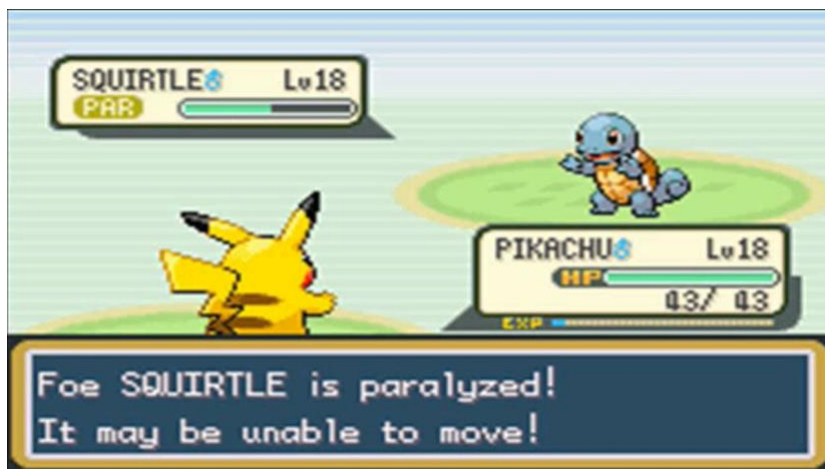 SQUIRTLE♂ Lv18
PAR
PIKACHU♂ Lv18
HP
43/ 43
EXP
Foe SQUIRTLE is paralyzed!
It may be unable to move!